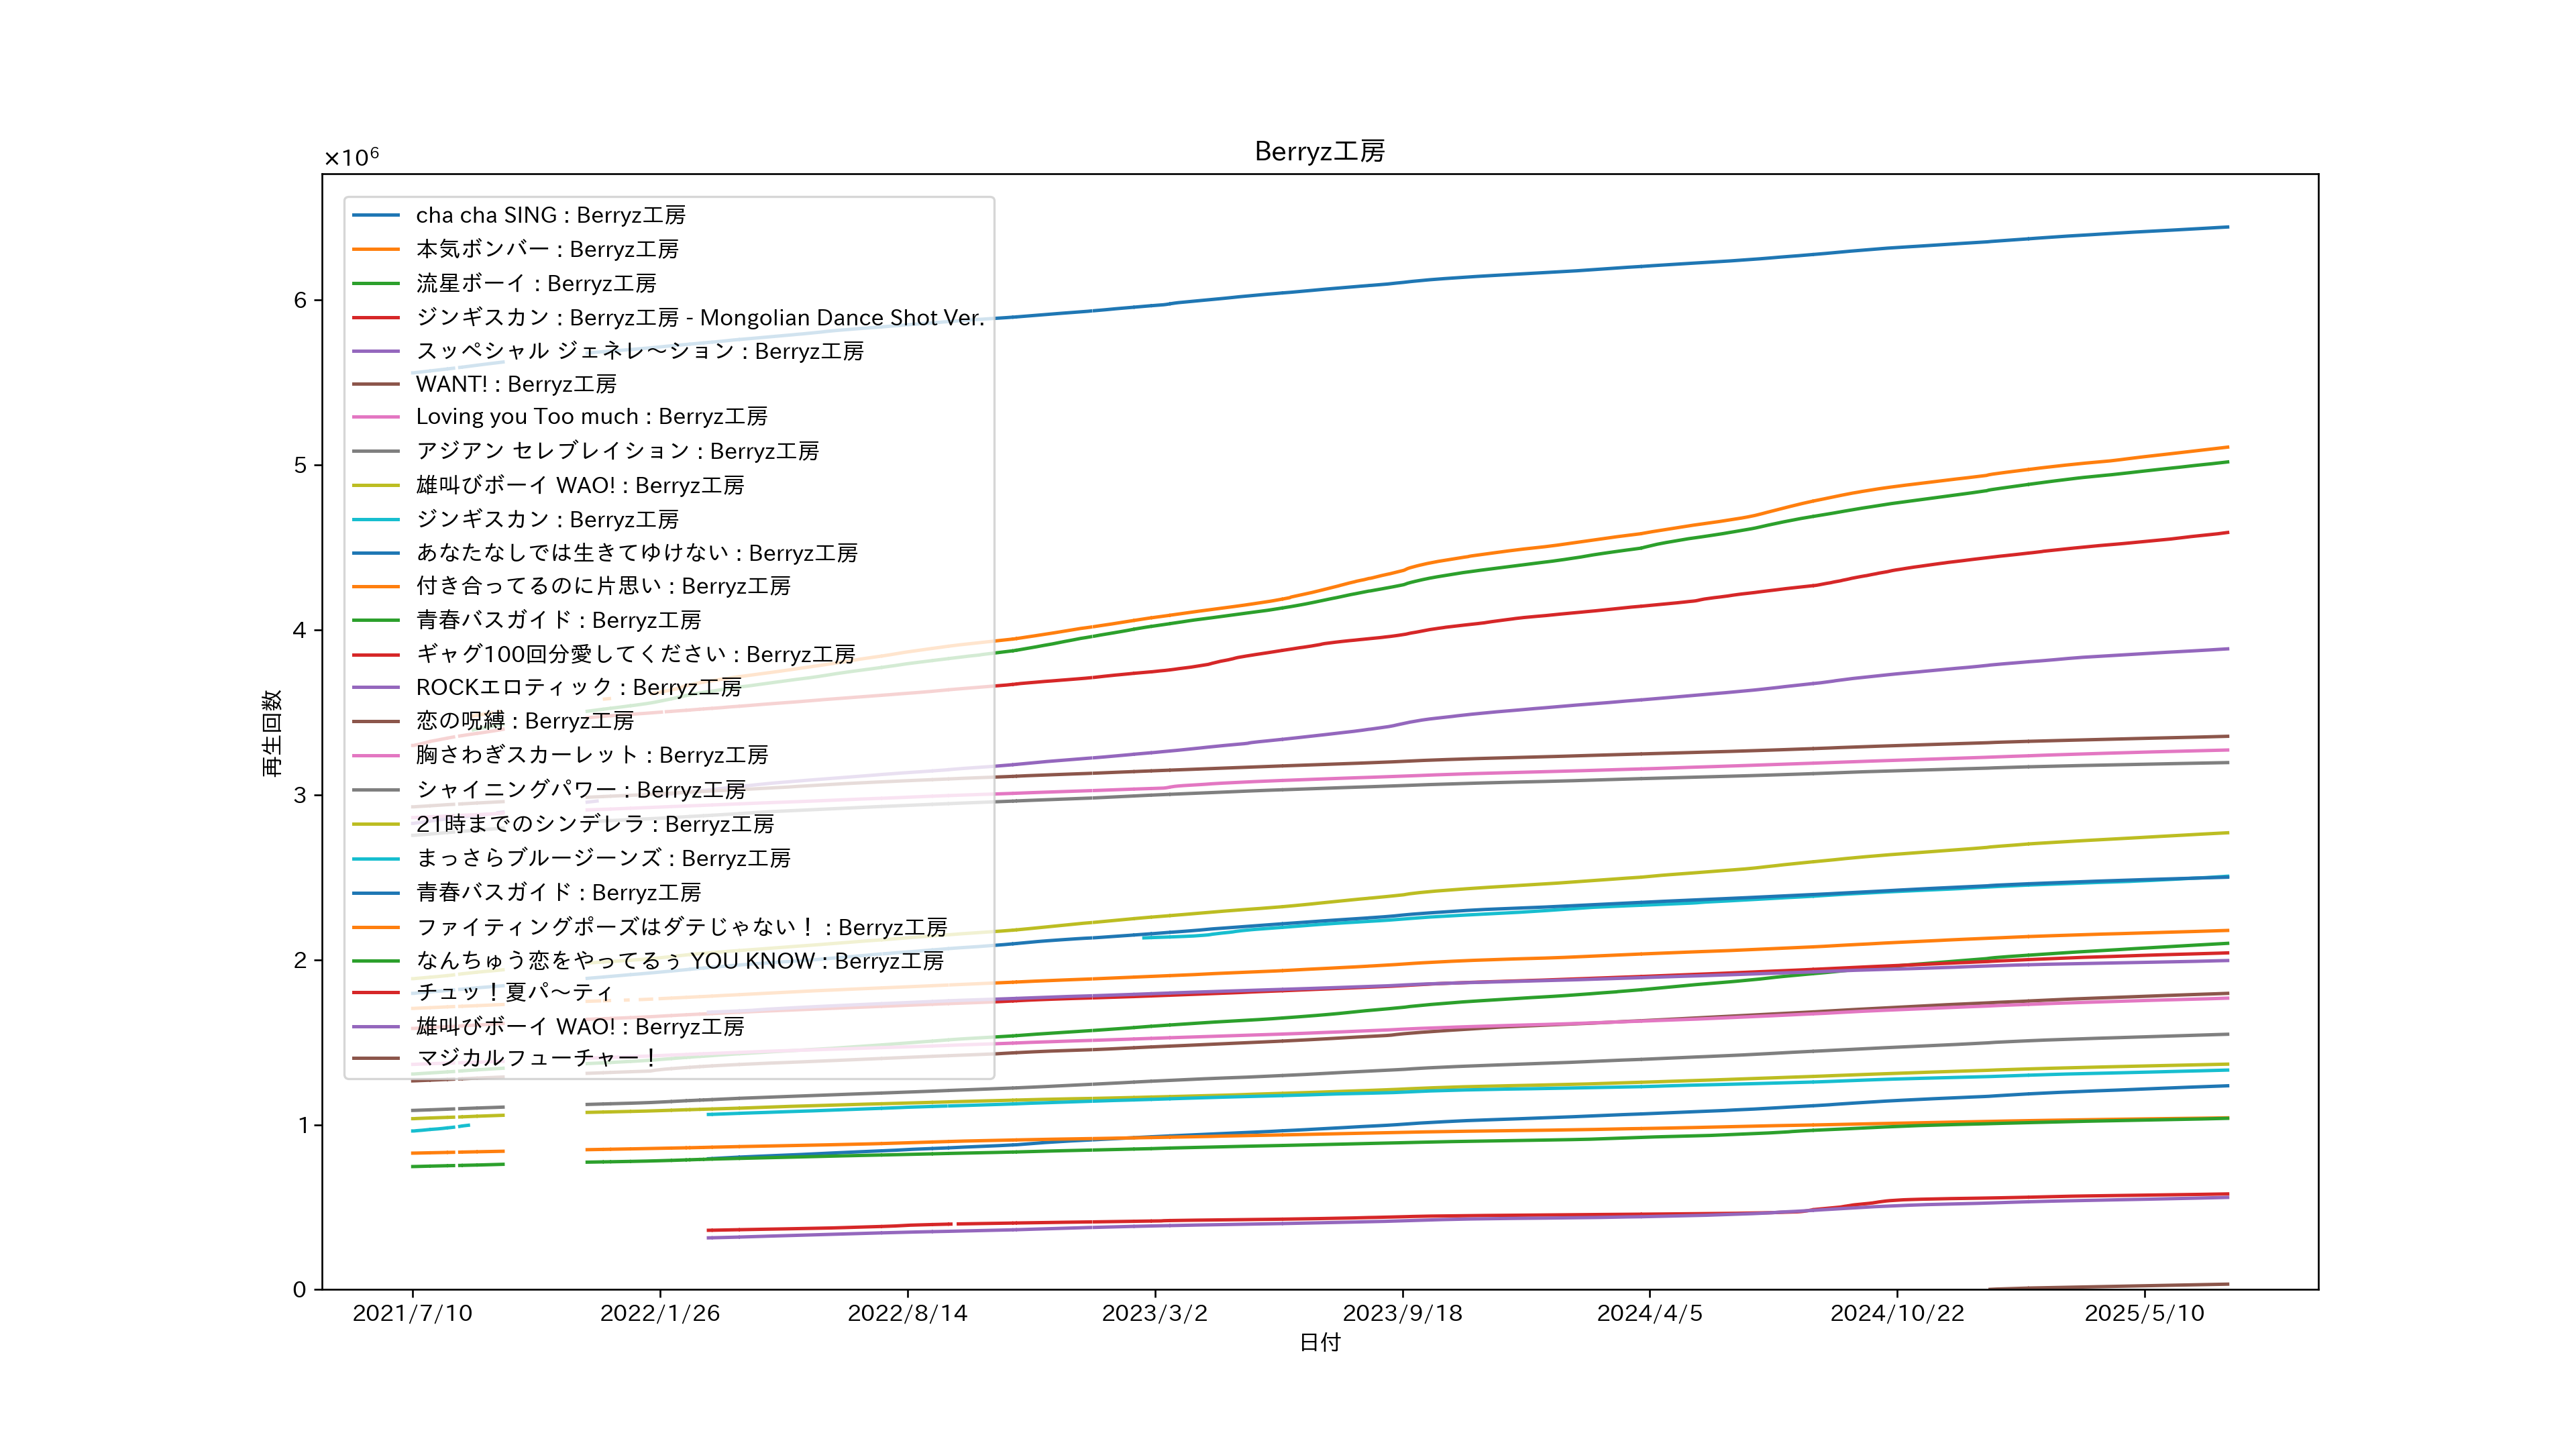 Berryz工房
×10⁶
cha cha SING : Berryz工房
本気ボンバー : Berryz工房
流星ボーイ : Berryz工房
ジンギスカン : Berryz工房 - Mongolian Dance Shot Ver.
スッペシャル ジェネレ～ション : Berryz工房
WANT! : Berryz工房
Loving you Too much : Berryz工房
アジアン セレブレイション : Berryz工房
雄叫びボーイ WAO! : Berryz工房
ジンギスカン : Berryz工房
あなたなしでは生きてゆけない : Berryz工房
付き合ってるのに片思い : Berryz工房
青春バスガイド : Berryz工房
ギャグ100回分愛してください : Berryz工房
ROCKエロティック : Berryz工房
恋の呪縛 : Berryz工房
胸さわぎスカーレット : Berryz工房
シャイニングパワー : Berryz工房
21時までのシンデレラ : Berryz工房
まっさらブルージーンズ : Berryz工房
青春バスガイド : Berryz工房
ファイティングポーズはダテじゃない！ : Berryz工房
なんちゅう恋をやってるぅ YOU KNOW : Berryz工房
チュッ！夏パ～ティ
雄叫びボーイ WAO! : Berryz工房
マジカルフューチャー！
6
5
4
3
2
1
0
再生回数
2021/7/10
2022/1/26
2022/8/14
2023/3/2
2023/9/18
2024/4/5
2024/10/22
2025/5/10
日付